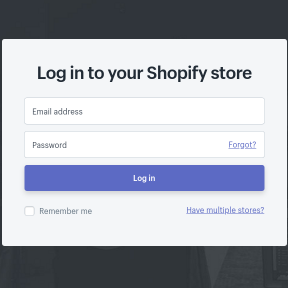 Log in to your Shopify store
Email address
Password Forgot?
Log in
Remember me Have multiple stores?